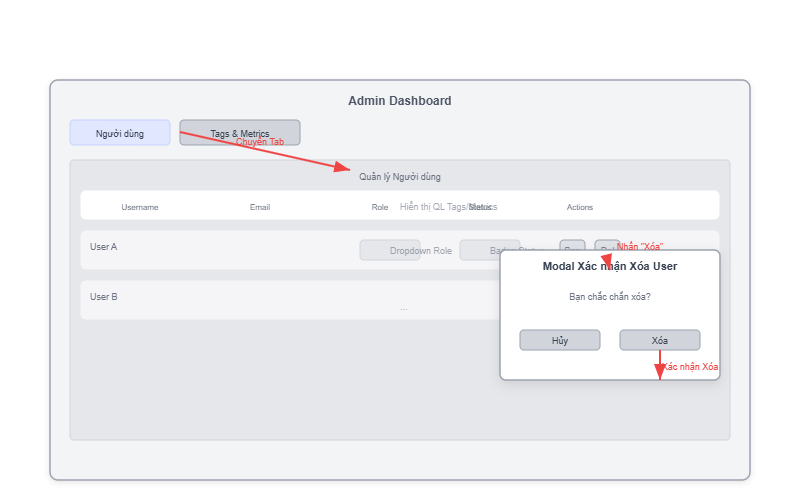 Admin Dashboard
Người dùng
Tags & Metrics
Chuyển Tab
Quản lý Người dùng
Username
Email
Role
Hiển thị QL Tags/Metrics
Status
Actions
User A
Dropdown Role
Nhấn "Xóa"
Modal Xác nhận Xóa User
Bạn chắc chắn xóa?
User B
...
Hủy
Xóa
Xác nhận Xóa